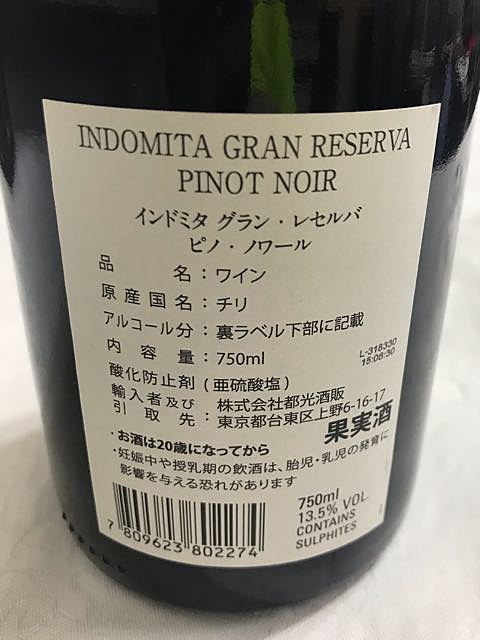 INDOMITA GRAN RESERVA
PINOT NOIR
インドミタ グラン・レセルバ
ピノ・ノワール
品 名：ワイン
原産国名：チリ
アルコール分：裏ラベル下部に記載
内容量：750ml
L-318330
15:08:30
酸化防止剤（亜硫酸塩）
輸入者及び 株式会社都光酒販
引取先：東京都台東区上野6-16-17
果実酒
・お酒は20歳になってから
・妊娠中や授乳期の飲酒は、胎児・乳児の発育に
影響を与える恐れがあります
750ml
13.5% VOL.
CONTAINS
SULPHITES
7 809623 802274